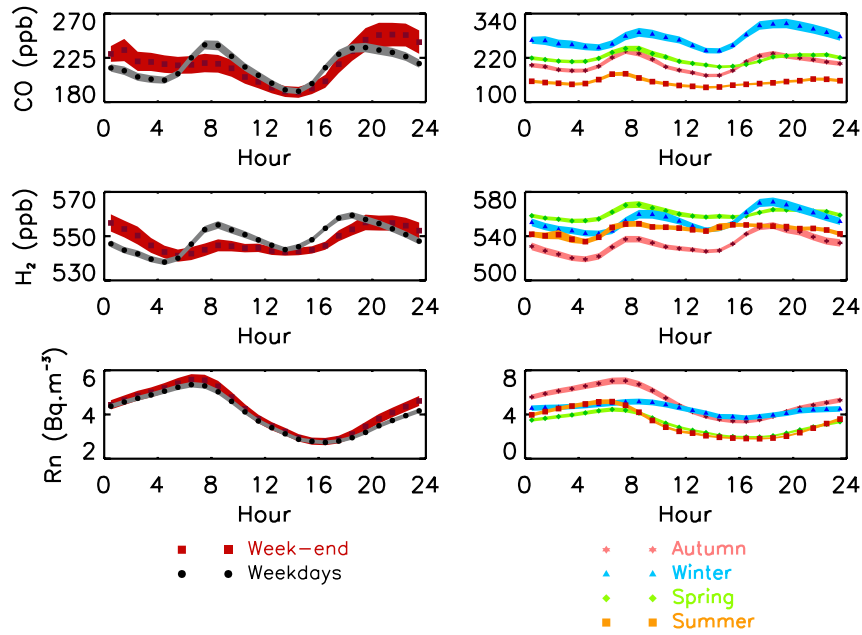 CO (ppb)
270
225
180
0 4 8 12 16 20 24
Hour
340
220
100
0 4 8 12 16 20 24
Hour
H₂ (ppb)
570
550
530
0 4 8 12 16 20 24
Hour
580
540
500
0 4 8 12 16 20 24
Hour
Rn (Bq.m⁻³)
6
4
2
0 4 8 12 16 20 24
Hour
8
4
0
0 4 8 12 16 20 24
Hour
Week-end
Weekdays
Autumn
Winter
Spring
Summer